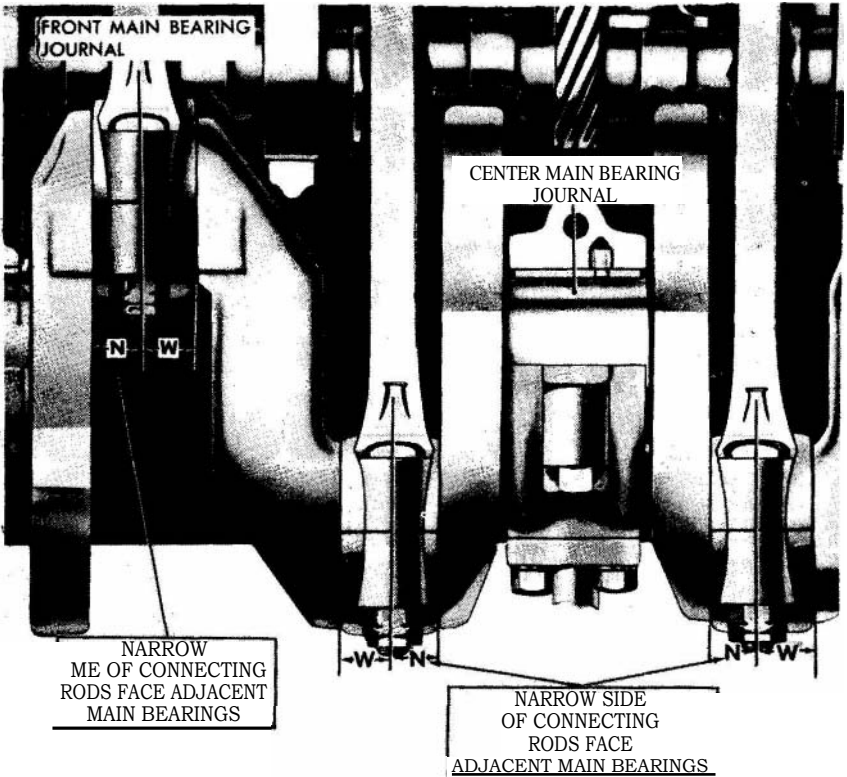 FRONT MAIN BEARING
JOURNAL
CENTER MAIN BEARING
JOURNAL
N W
W N
N W
NARROW
ME OF CONNECTING
RODS FACE ADJACENT
MAIN BEARINGS
NARROW SIDE
OF CONNECTING
RODS FACE
ADJACENT MAIN BEARINGS